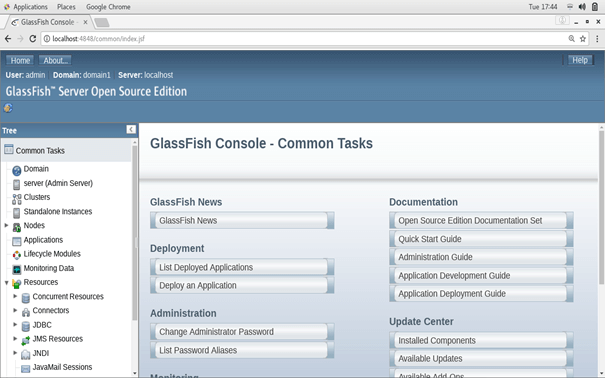 Applications Places Google Chrome Tue 17:44
GlassFish Console - ×
localhost:4848/common/index.jsf
Home About... Help
User: admin Domain: domain1 Server: localhost
GlassFish™ Server Open Source Edition
Tree
Common Tasks
Domain
server (Admin Server)
Clusters
Standalone Instances
Nodes
Applications
Lifecycle Modules
Monitoring Data
Resources
Concurrent Resources
Connectors
JDBC
JMS Resources
JNDI
JavaMail Sessions
GlassFish Console - Common Tasks
GlassFish News
GlassFish News
Deployment
List Deployed Applications
Deploy an Application
Administration
Change Administrator Password
List Password Aliases
Monitoring
Documentation
Open Source Edition Documentation Set
Quick Start Guide
Administration Guide
Application Development Guide
Application Deployment Guide
Update Center
Installed Components
Available Updates
Available Add-Ons